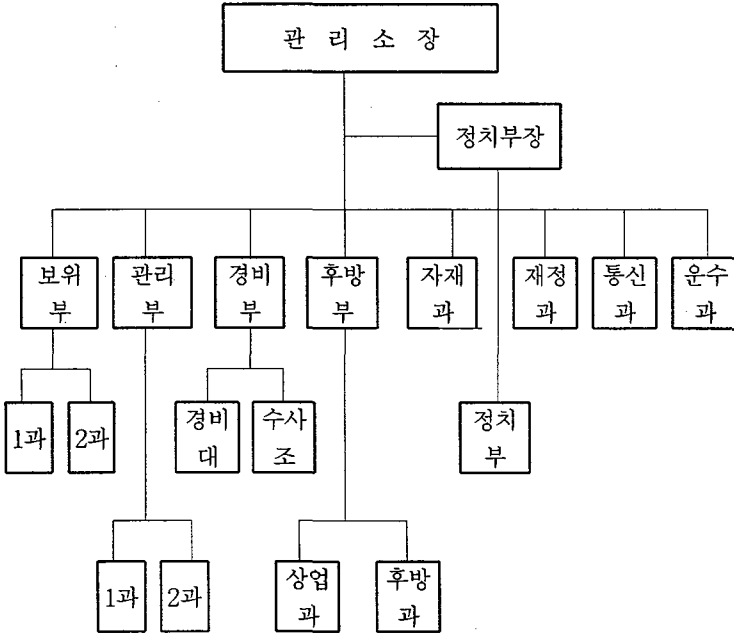 관 리 소 장
정치부장
보위
부
관리
부
경비
부
후방
부
자재
과
재정
과
통신
과
운수
과
1과
2과
경비
대
수사
조
정치
부
1과
2과
상업
과
후방
과